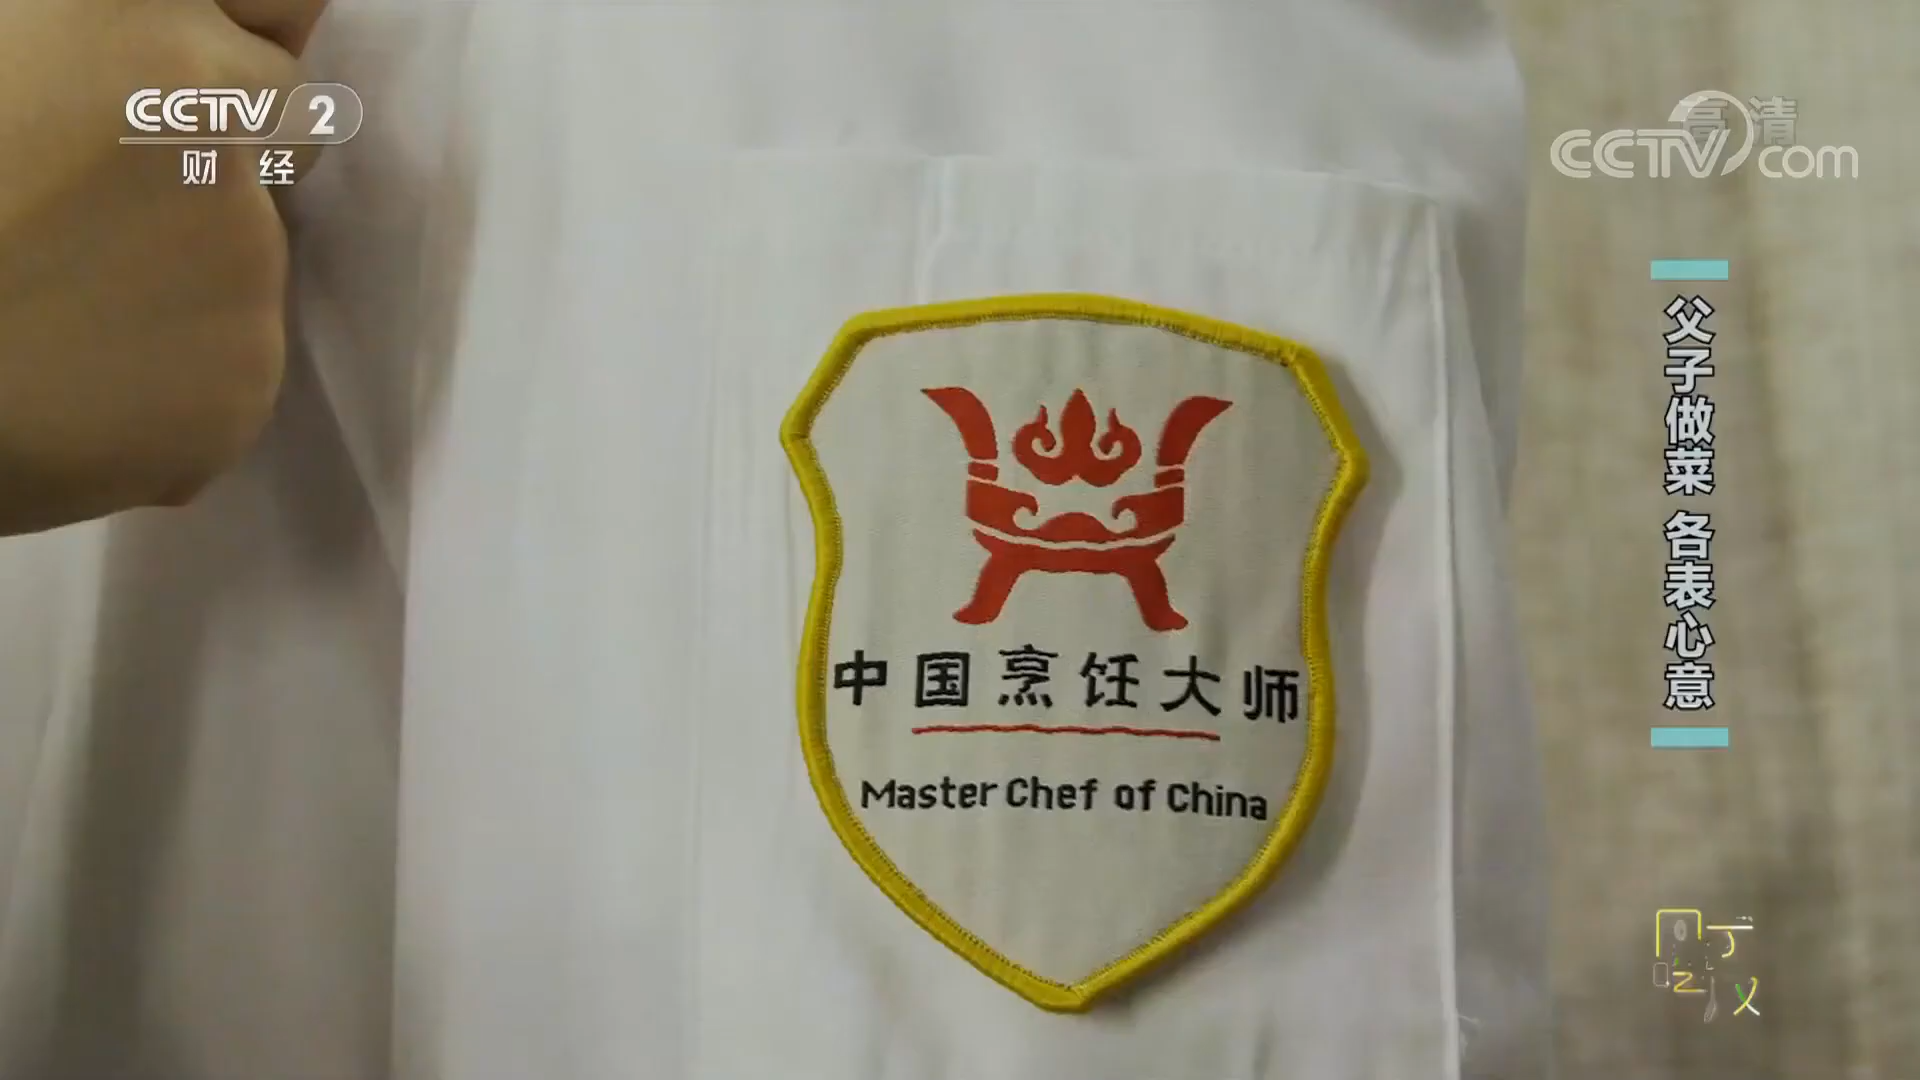 CCTV 2
财 经
高清
CCTV com
父子做菜 各表心意
中国烹饪大师
Master Chef of China